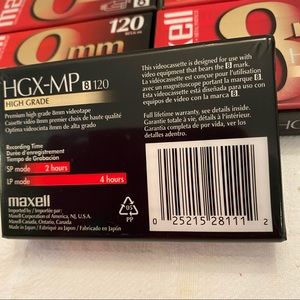 maxell
120
8mm
HGX-MP 8 120
HIGH GRADE
Premium high grade 8mm videotape
Cassette vidéo 8mm premier choix de haute qualité
Optima videocinta 8mm de alta grado
Recording Time
Durée d'enregistrement
Tiempo de Grabación
SP mode 2 hours
LP mode 4 hours
maxell
Imported by / Importée par:
Maxell Corporation of America, NJ, U.S.A.
Maxell Canada, Ontario, Canada
Made in Japan / Fabriqué au Japon / Fabricado en Japón
This videocassette is designed for use with
video equipment that bears the 8 mark.
La vidéocassette est conçue pour l'utilisation
avec un magnétoscope portant la marque 8.
Esta videocassette está diseñada para uso con
equipos de video con la marca 8.
Full lifetime warranty, see details inside.
Garantie totale à vie, détails à l'intérieur.
Garantía completa de por vida, ver detalles
adentro.
05
PP
0 25215 28111 2